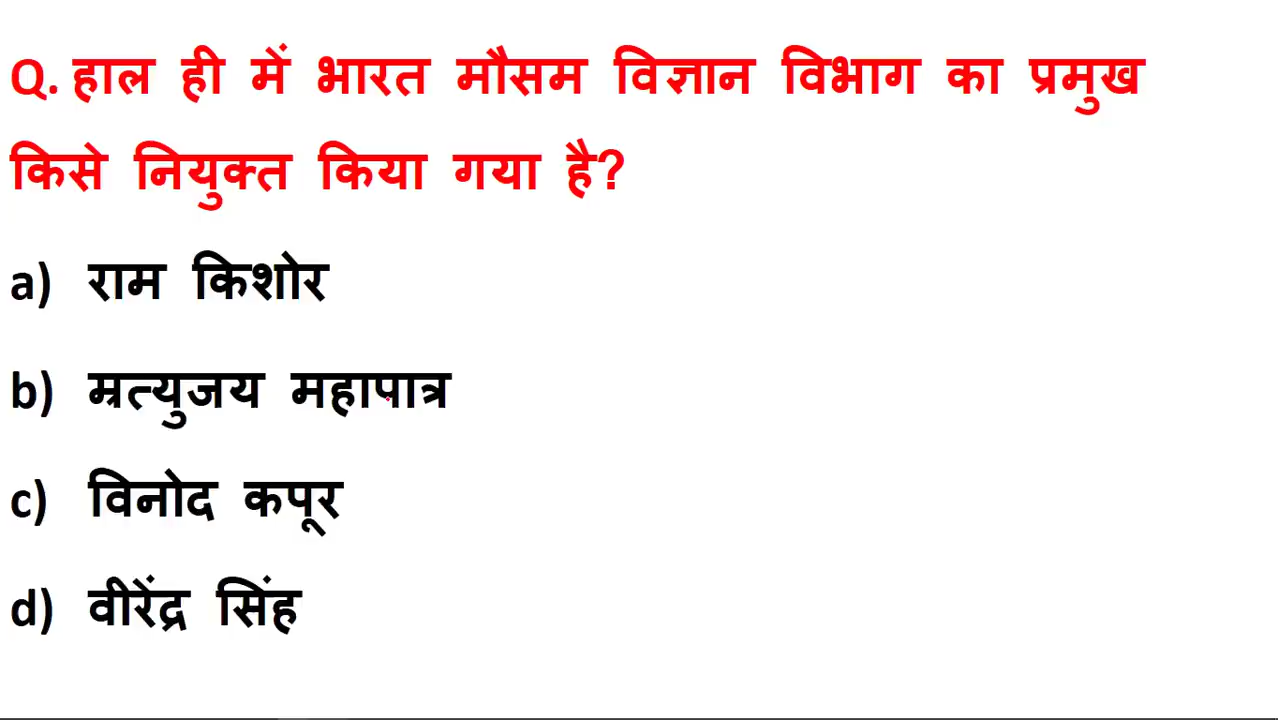 Q. हाल ही में भारत मौसम विज्ञान विभाग का प्रमुख
किसे नियुक्त किया गया है?
a) राम किशोर
b) म्रत्युजय महापात्र
c) विनोद कपूर
d) वीरेंद्र सिंह